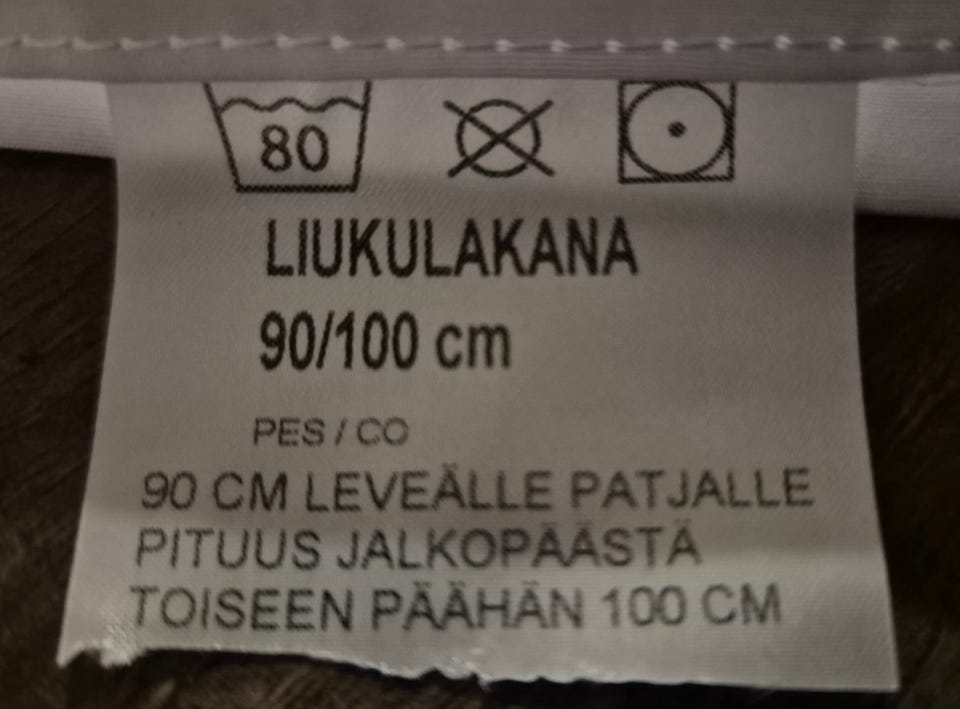 80
LIUKULAKANA
90/100 cm
PES / CO
90 CM LEVEÄLLE PATJALLE
PITUUS JALKOPÄÄSTÄ
TOISEEN PÄÄHÄN 100 CM